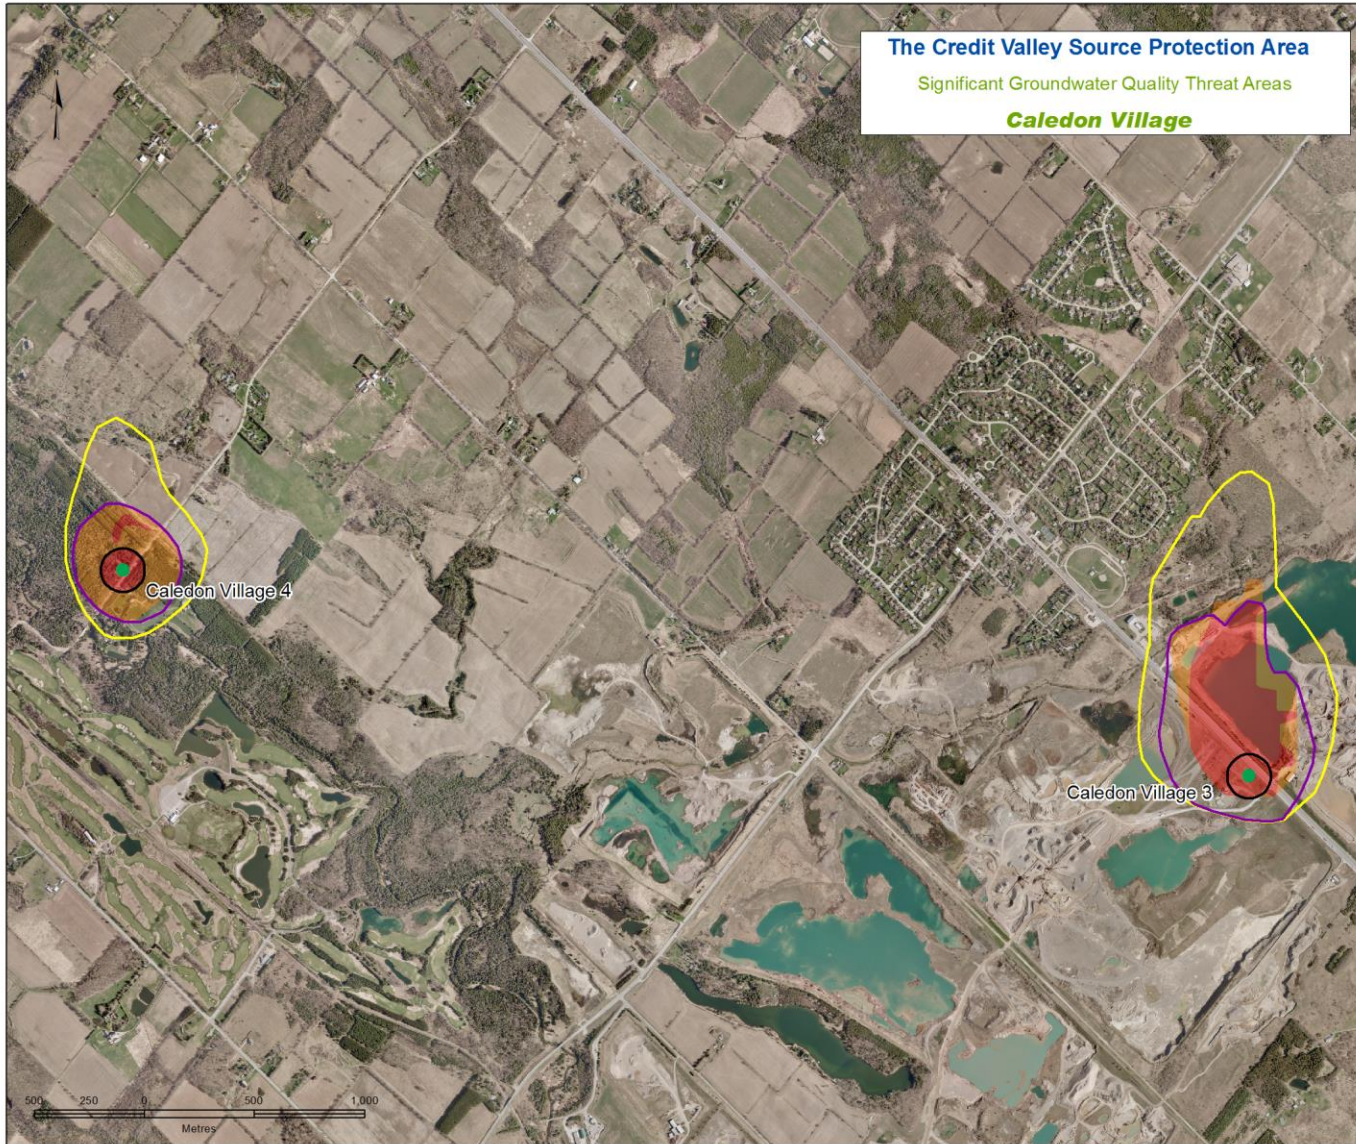 The Credit Valley Source Protection Area
Significant Groundwater Quality Threat Areas
Caledon Village
Caledon Village 4
Caledon Village 3
500 250 0 500 1,000
Metres